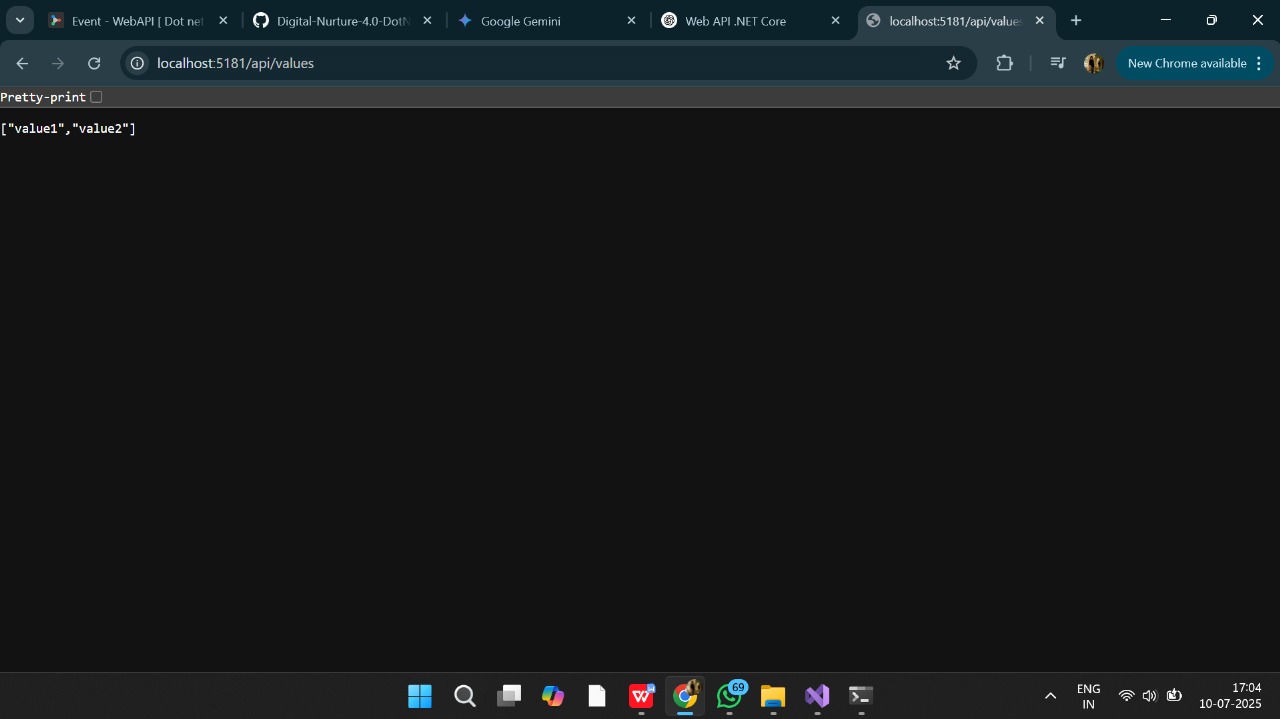 Event - WebAPI [ Dot net
Digital-Nurture-4.0-DotN
Google Gemini
Web API .NET Core
localhost:5181/api/values
localhost:5181/api/values
New Chrome available
Pretty-print
["value1","value2"]
W
69
ENG
IN
17:04
10-07-2025